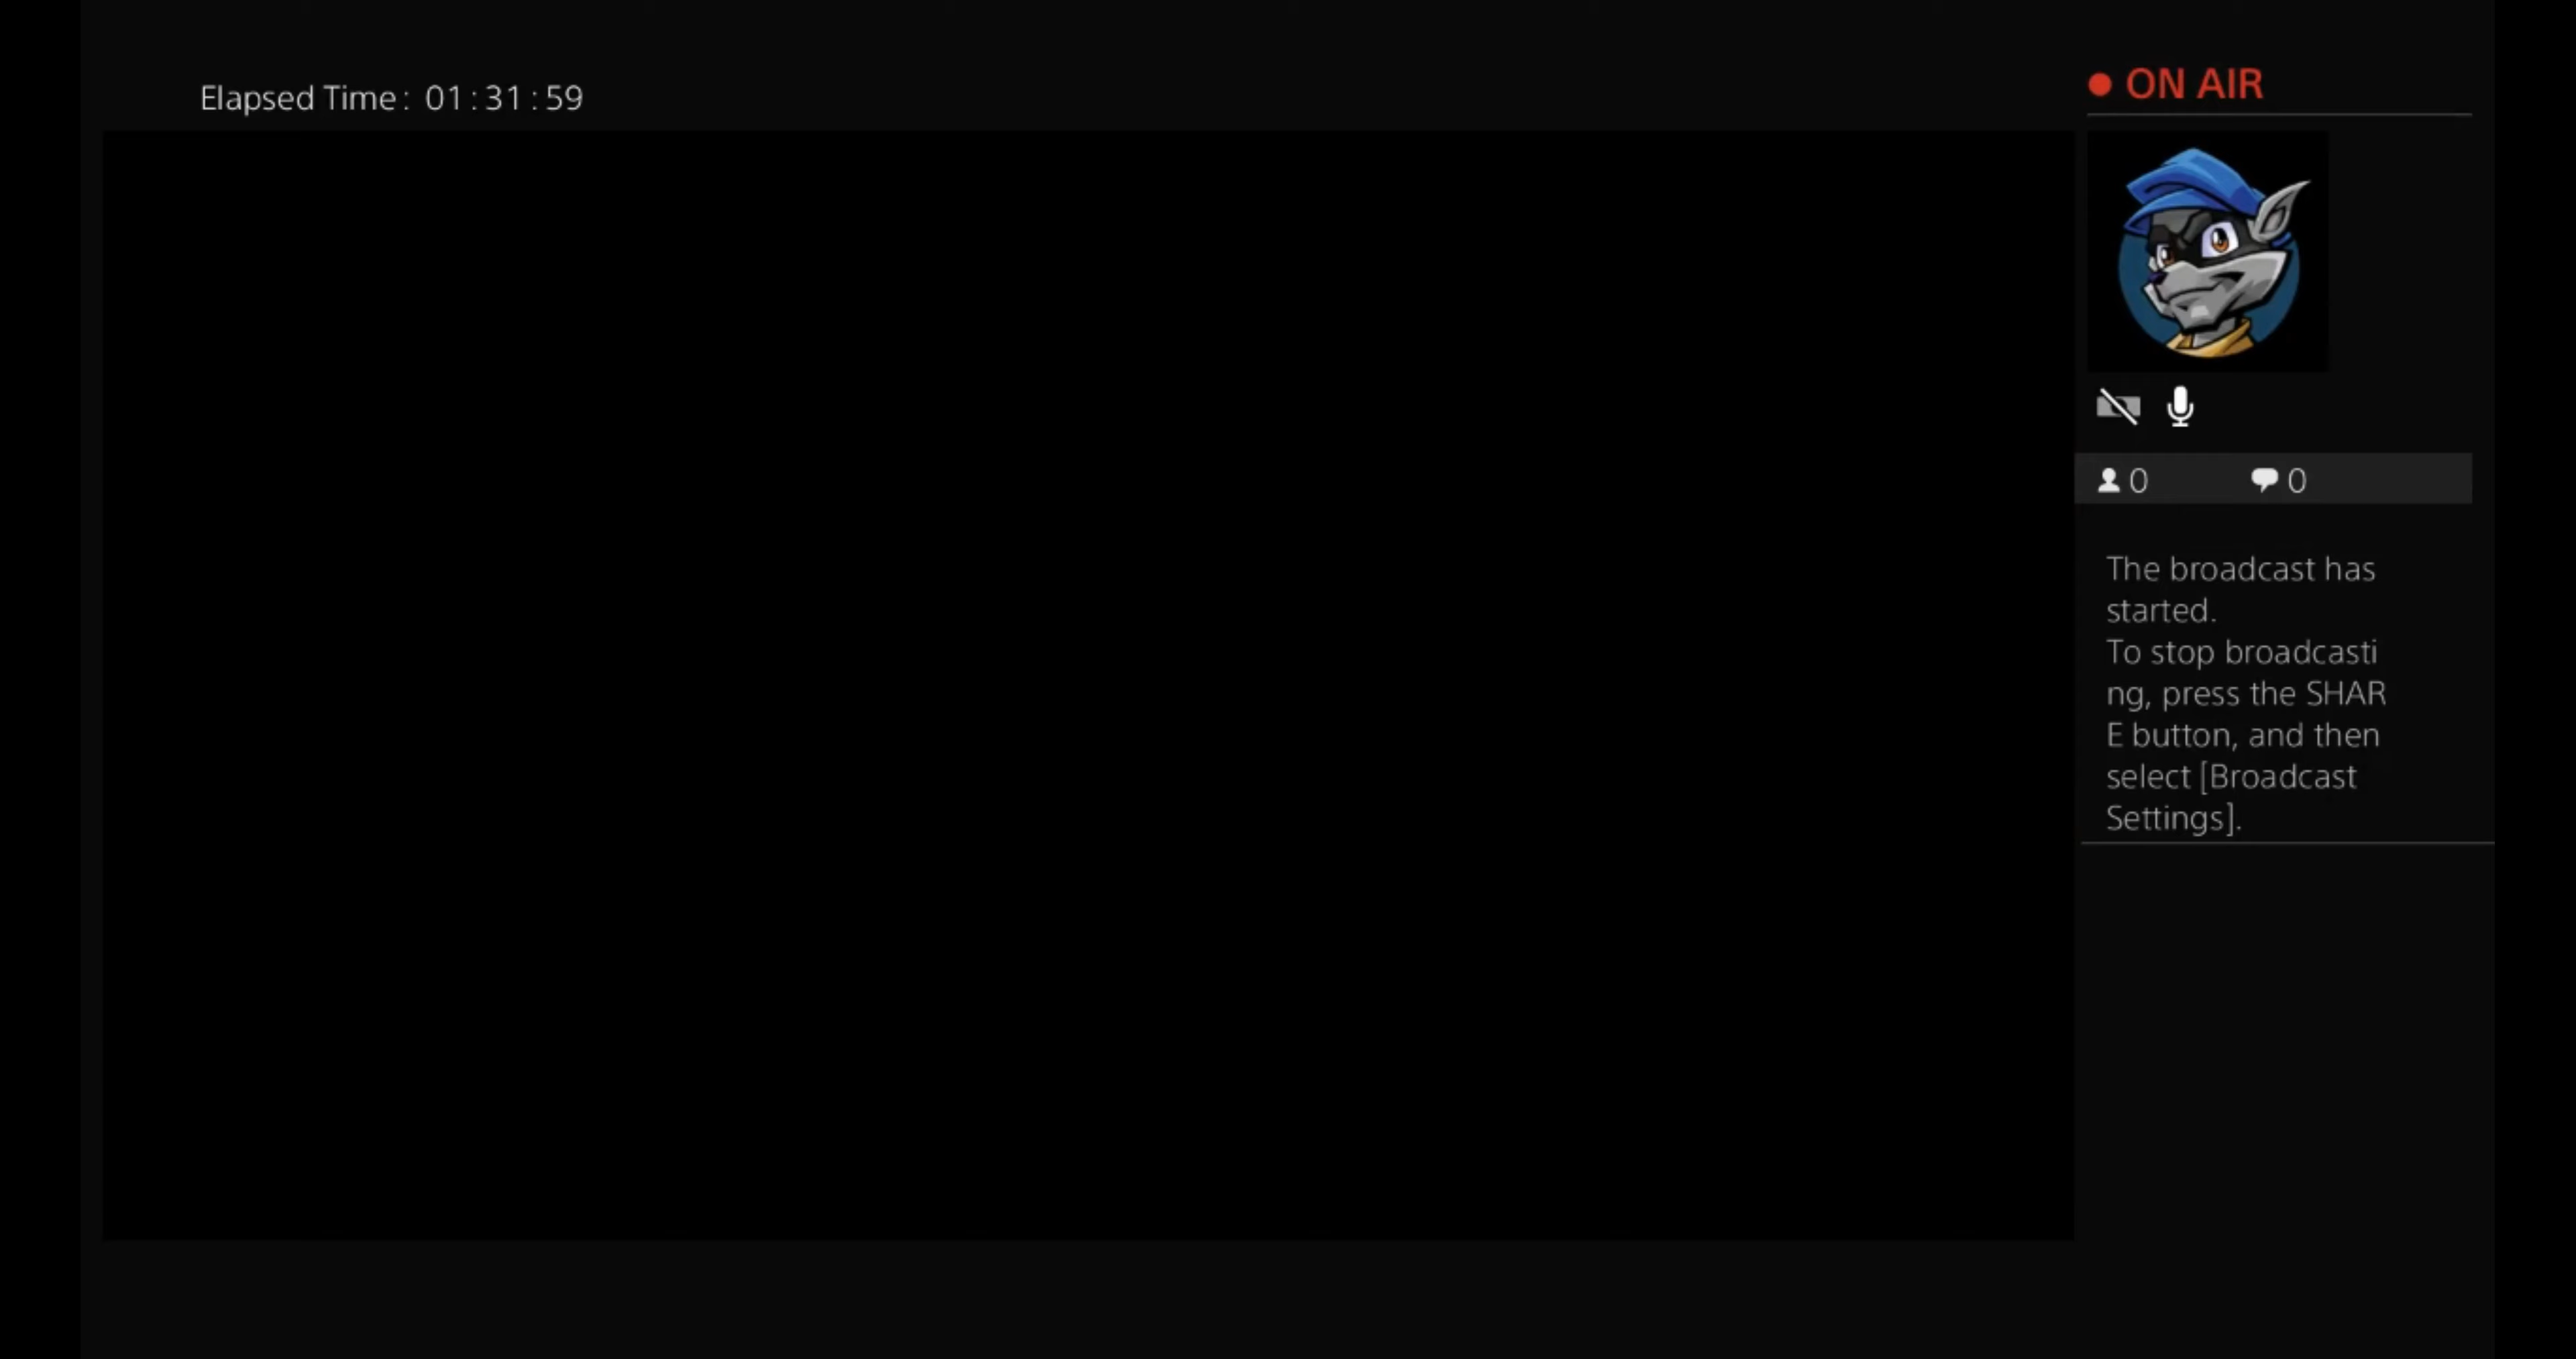 Elapsed Time: 01:31:59
ON AIR
0 0
The broadcast has
started.
To stop broadcasti
ng, press the SHAR
E button, and then
select [Broadcast
Settings].